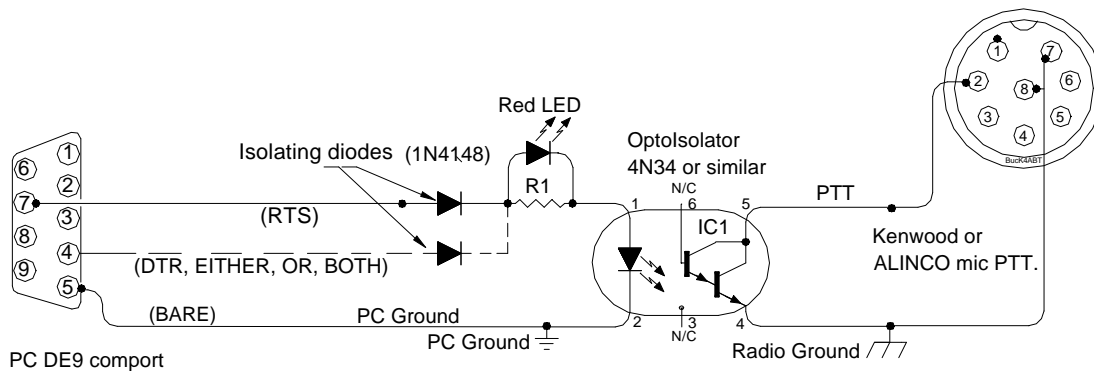 Red LED
Isolating diodes (1N4148)
R1
OptoIsolator
4N34 or similar
N/C
1
6
5
IC1
2
3
4
N/C
PTT
Kenwood or
ALINCO mic PTT.
Radio Ground
1
7
2
8
6
3
5
4
BucK4ABT
1
6
2
7
3
8
4
9
5
(RTS)
(DTR, EITHER, OR, BOTH)
(BARE)
PC Ground
PC Ground
PC DE9 comport